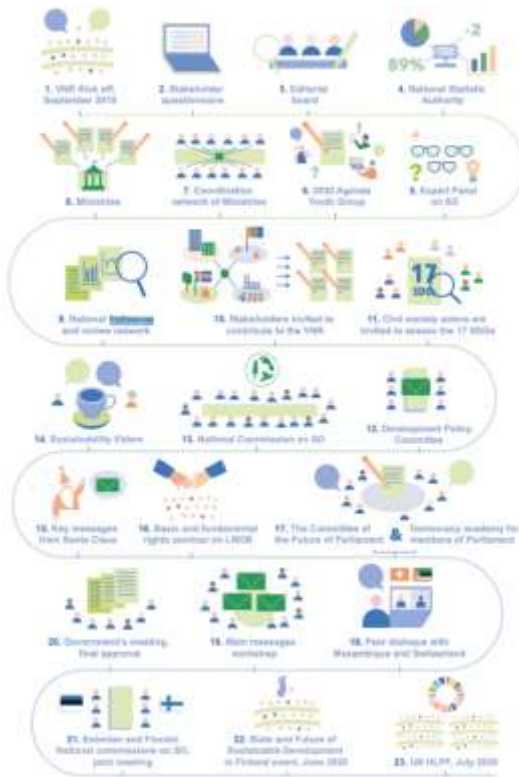 89%
-2
1. VNR Kick off,
September 2019
2. Stakeholder
questionnaire
3. Editorial
board
4. National Statistic
Authority
?
?
5. Ministries
7. Coordination
network of Ministries
6. 2030 Agenda
Youth Group
8. Expert Panel
on SD
17
SDG
9. National
and review network
10. Stakeholders invited to
contribute to the VNR
11. Civil society actors are
invited to assess the 17 SDGs
14. Sustainability Elders
13. National Commission on SD
12. Development Policy
Committee
15. Key messages
from Santa Claus
16. Basic and fundamental
rights seminar on LNOB
17. The Committee of
the Future of Parliament
&
Democracy academy for
members of Parliament
20. Government's meeting,
final approval
19. Main messages
workshop
18. Peer dialogue with
Mozambique and Switzerland
21. Estonian and Finnish
National commissions on SD,
joint meeting
22. State and Future of
Sustainable Development
in Finland event, June 2020
23. UN HLPF, July 2020